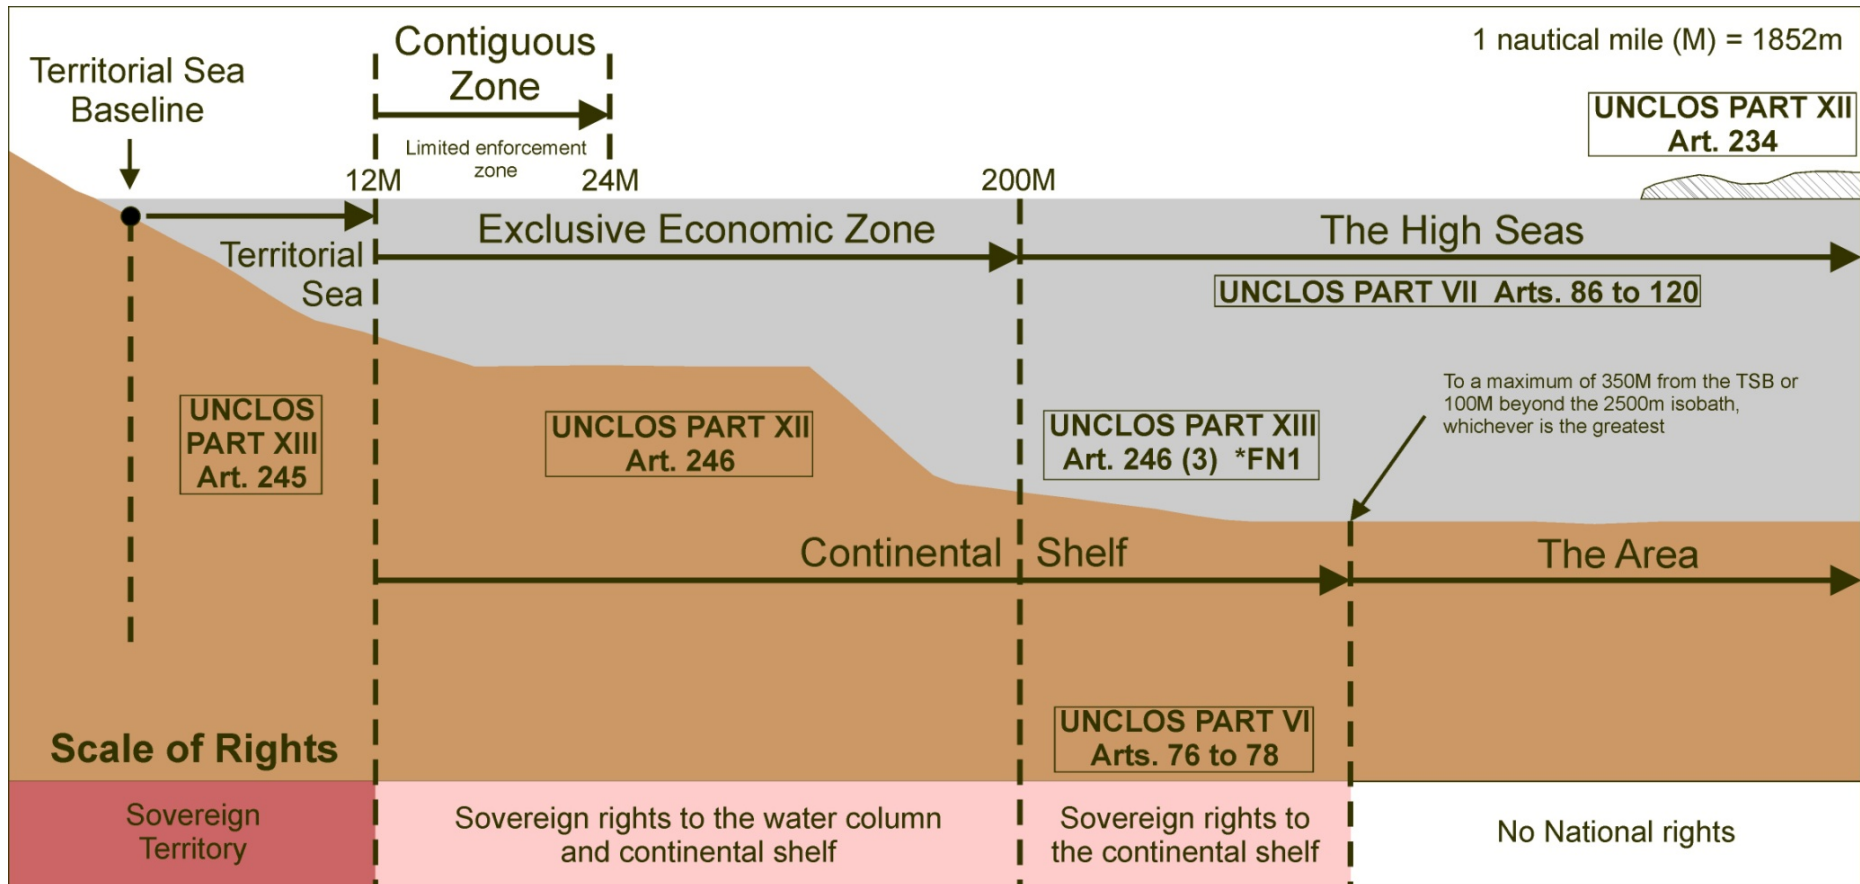 Contiguous
Zone
1 nautical mile (M) = 1852m
Territorial Sea
Baseline
UNCLOS PART XII
Art. 234
Limited enforcement
zone
12M
24M
200M
Exclusive Economic Zone
The High Seas
Territorial
Sea
UNCLOS PART VII Arts. 86 to 120
To a maximum of 350M from the TSB or
100M beyond the 2500m isobath,
whichever is the greatest
UNCLOS
PART XIII
Art. 245
UNCLOS PART XII
Art. 246
UNCLOS PART XIII
Art. 246 (3) *FN1
Continental Shelf
The Area
UNCLOS PART VI
Arts. 76 to 78
Scale of Rights
Sovereign
Territory
Sovereign rights to the water column
and continental shelf
Sovereign rights to
the continental shelf
No National rights